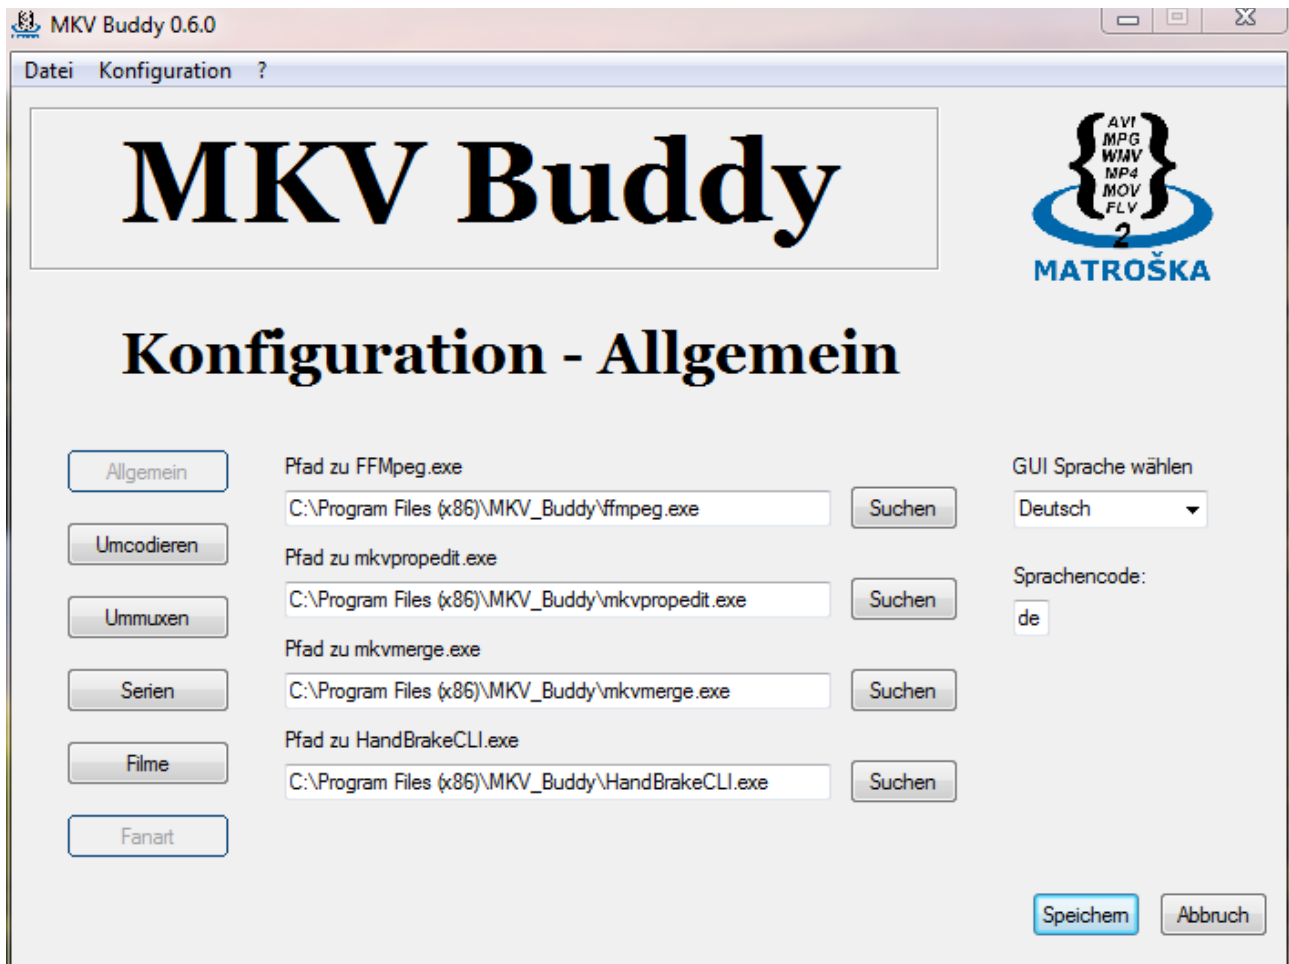 MKV Buddy 0.6.0
Datei Konfiguration ?
MKV Buddy
AVI
MPG
WMV
MP4
MOV
FLV
2
MATROŠKA
Konfiguration - Allgemein
Allgemein
Umcodieren
Ummuxen
Serien
Filme
Fanart
Pfad zu FFMpeg.exe
C:\Program Files (x86)\MKV_Buddy\ffmpeg.exe Suchen
Pfad zu mkvpropedit.exe
C:\Program Files (x86)\MKV_Buddy\mkvpropedit.exe Suchen
Pfad zu mkvmerge.exe
C:\Program Files (x86)\MKV_Buddy\mkvmerge.exe Suchen
Pfad zu HandBrakeCLI.exe
C:\Program Files (x86)\MKV_Buddy\HandBrakeCLI.exe Suchen
GUI Sprache wählen
Deutsch
Sprachencode:
de
Speichern Abbruch